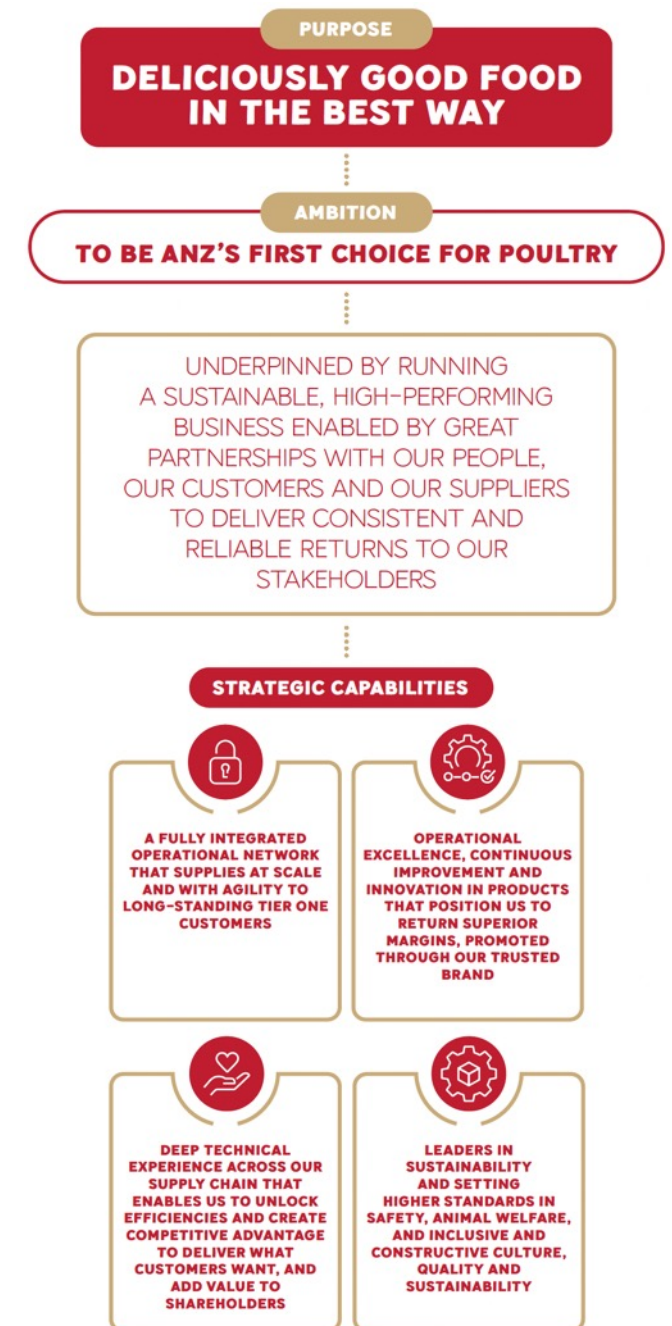 PURPOSE
DELICIOUSLY GOOD FOOD
IN THE BEST WAY
AMBITION
TO BE ANZ'S FIRST CHOICE FOR POULTRY
UNDERPINNED BY RUNNING
A SUSTAINABLE, HIGH-PERFORMING
BUSINESS ENABLED BY GREAT
PARTNERSHIPS WITH OUR PEOPLE,
OUR CUSTOMERS AND OUR SUPPLIERS
TO DELIVER CONSISTENT AND
RELIABLE RETURNS TO OUR
STAKEHOLDERS
STRATEGIC CAPABILITIES
A FULLY INTEGRATED
OPERATIONAL NETWORK
THAT SUPPLIES AT SCALE
AND WITH AGILITY TO
LONG-STANDING TIER ONE
CUSTOMERS
OPERATIONAL
EXCELLENCE, CONTINUOUS
IMPROVEMENT AND
INNOVATION IN PRODUCTS
THAT POSITION US TO
RETURN SUPERIOR
MARGINS, PROMOTED
THROUGH OUR TRUSTED
BRAND
DEEP TECHNICAL
EXPERIENCE ACROSS OUR
SUPPLY CHAIN THAT
ENABLES US TO UNLOCK
EFFICIENCIES AND CREATE
COMPETITIVE ADVANTAGE
TO DELIVER WHAT
CUSTOMERS WANT, AND
ADD VALUE TO
SHAREHOLDERS
LEADERS IN
SUSTAINABILITY
AND SETTING
HIGHER STANDARDS IN
SAFETY, ANIMAL WELFARE,
AND INCLUSIVE AND
CONSTRUCTIVE CULTURE,
QUALITY AND
SUSTAINABILITY